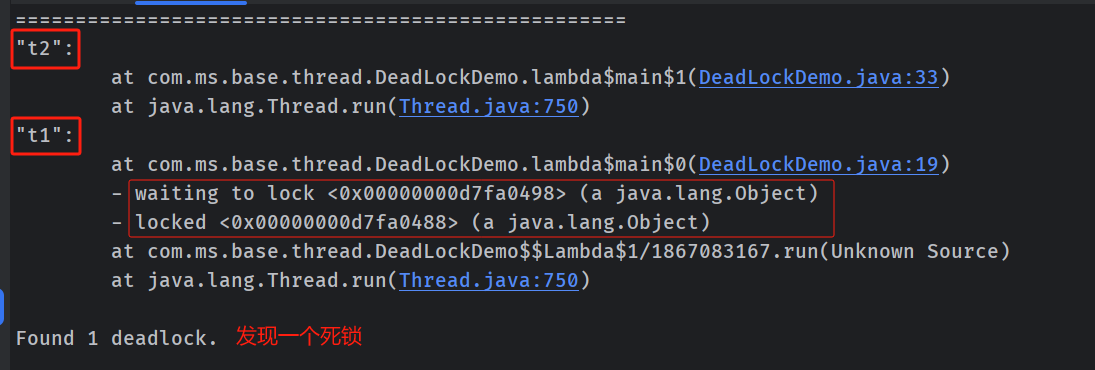 ===================================================
"t2":
at com.ms.base.thread.DeadLockDemo.lambda$main$1(DeadLockDemo.java:33)
at java.lang.Thread.run(Thread.java:750)
"t1":
at com.ms.base.thread.DeadLockDemo.lambda$main$0(DeadLockDemo.java:19)
- waiting to lock <0x00000000d7fa0498> (a java.lang.Object)
- locked <0x00000000d7fa0488> (a java.lang.Object)
at com.ms.base.thread.DeadLockDemo$$Lambda$1/1867083167.run(Unknown Source)
at java.lang.Thread.run(Thread.java:750)
Found 1 deadlock. 发现一个死锁